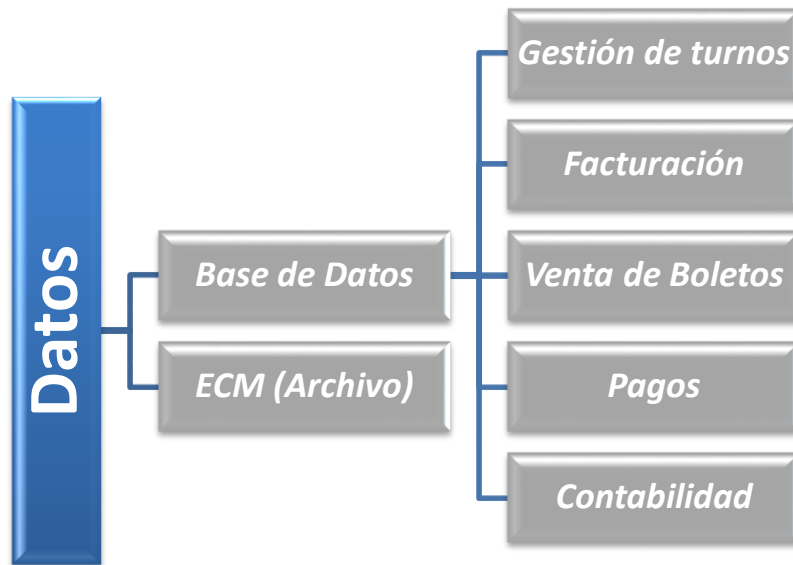 Datos
Base de Datos
ECM (Archivo)
Gestión de turnos
Facturación
Venta de Boletos
Pagos
Contabilidad